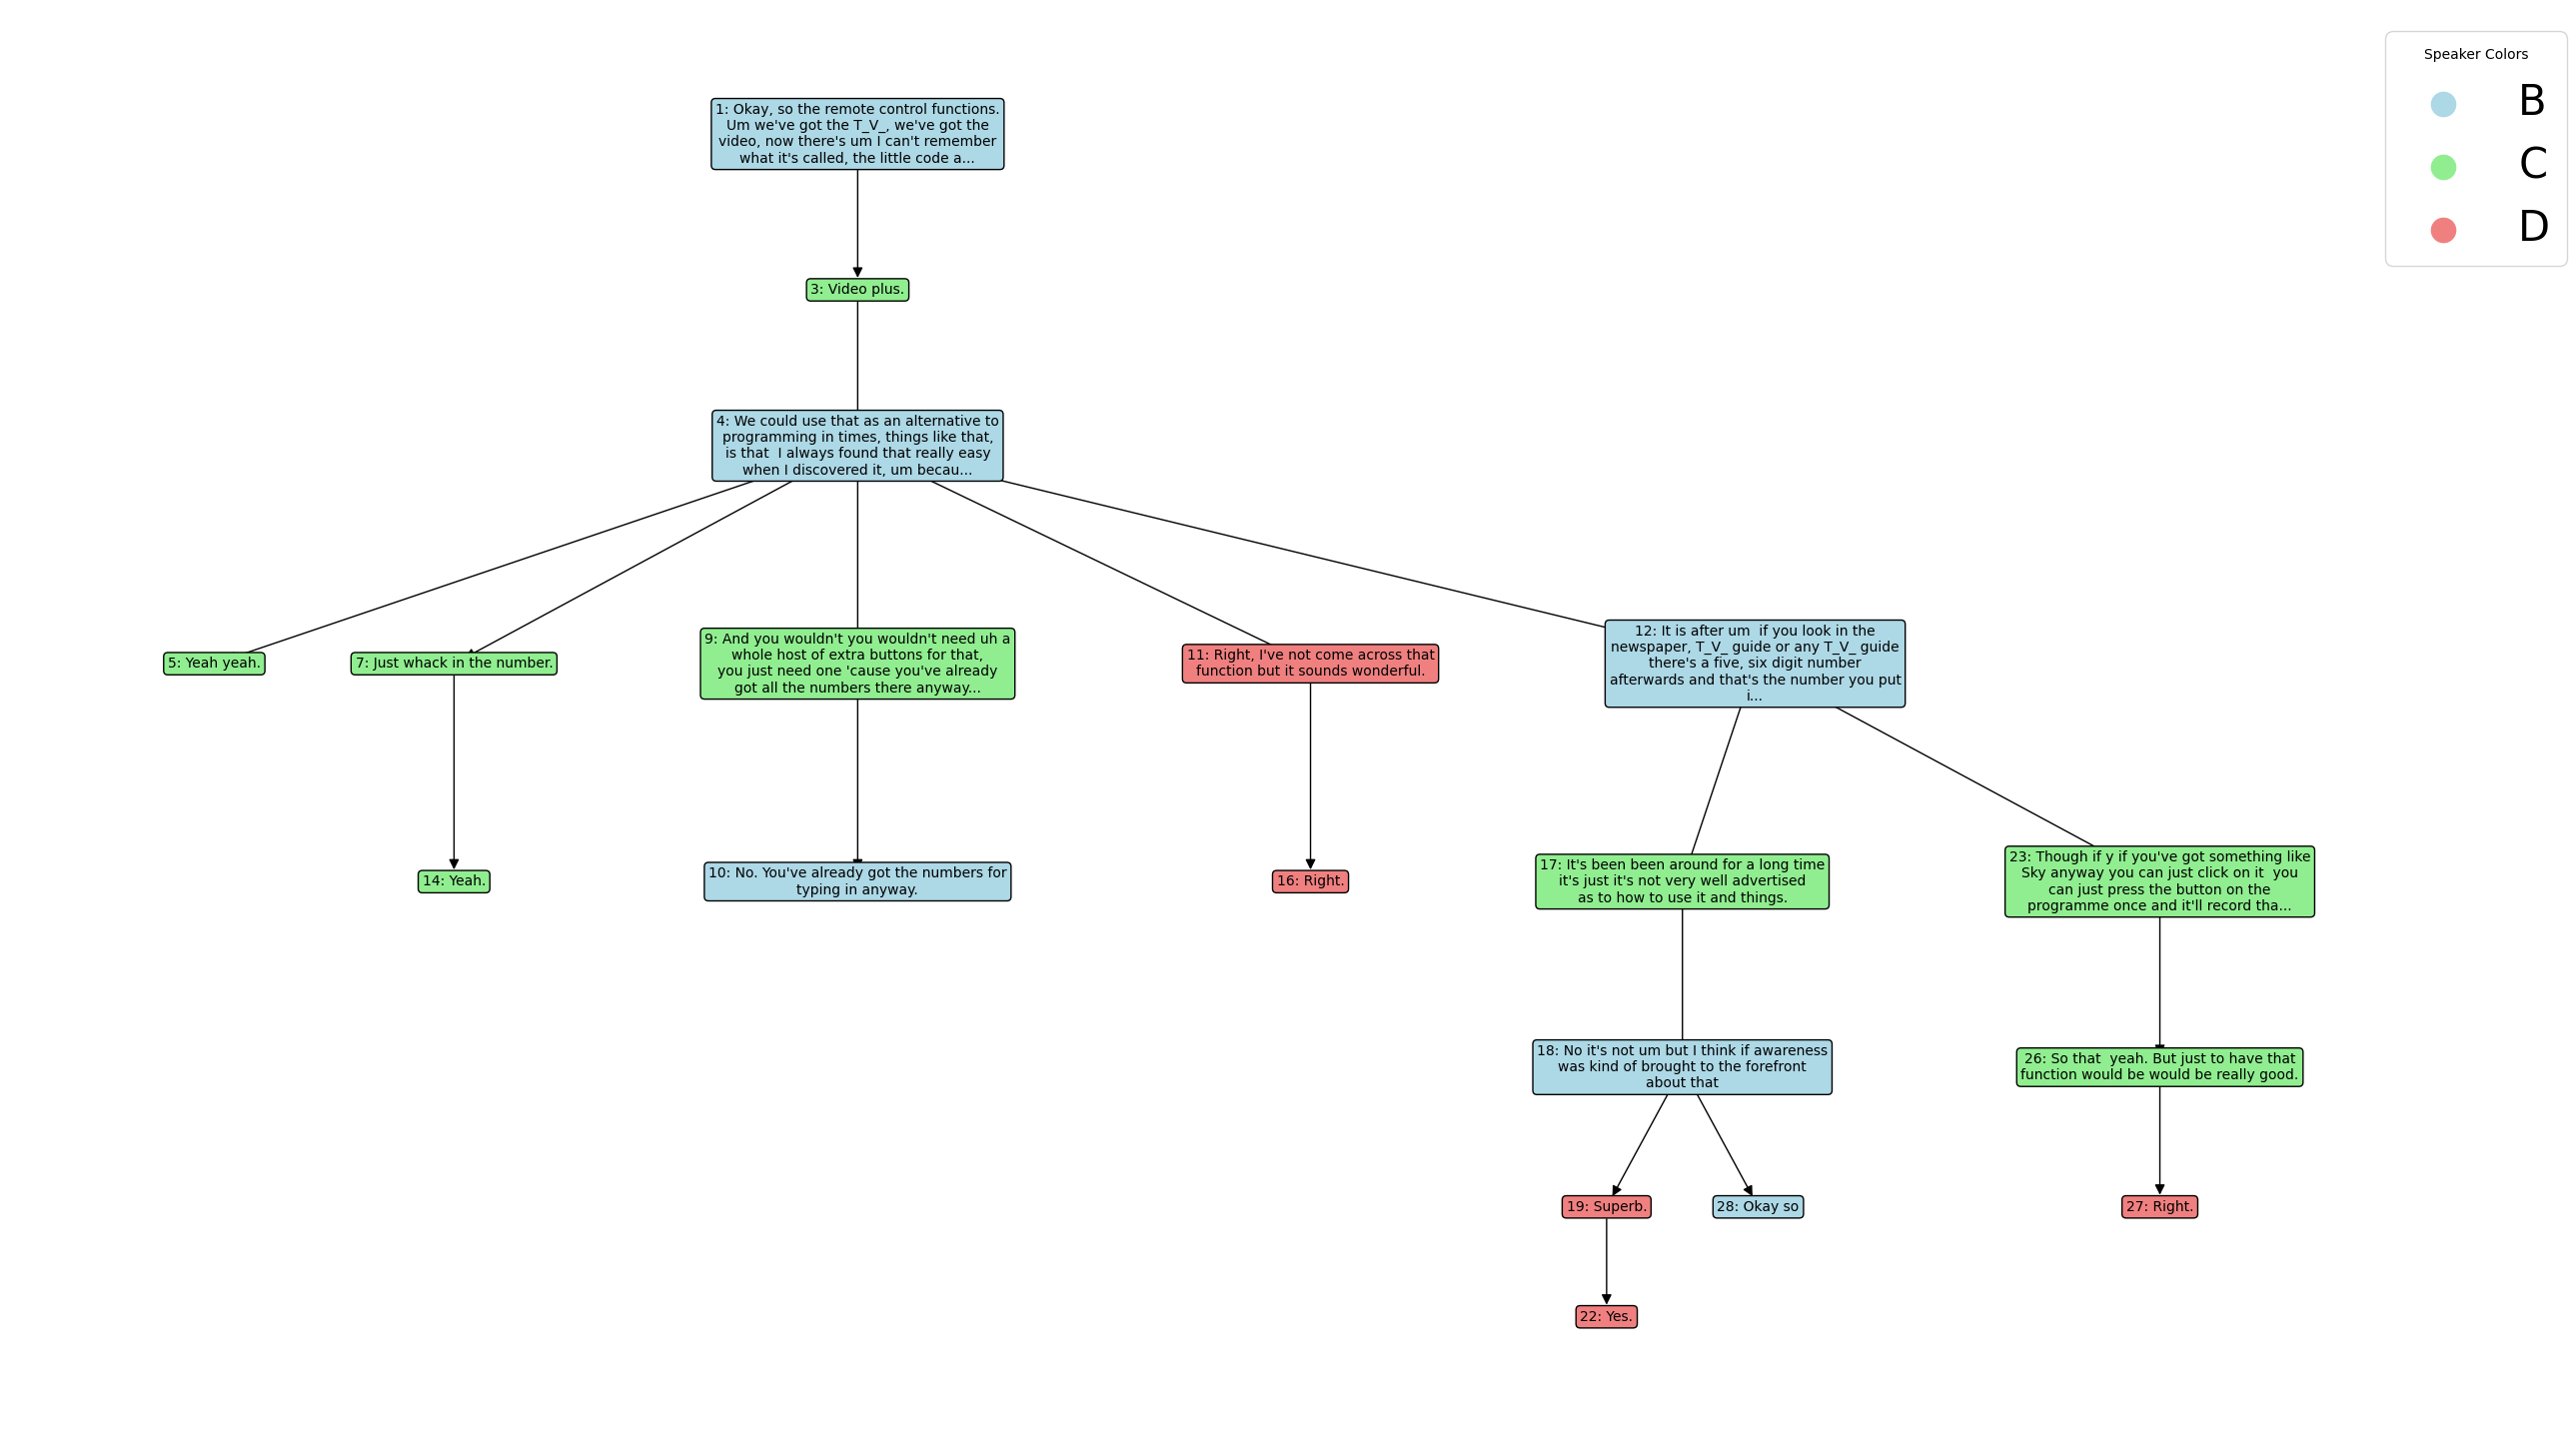 Speaker Colors
B
C
D
1: Okay, so the remote control functions.
Um we've got the T_V_, we've got the
video, now there's um I can't remember
what it's called, the little code a...
3: Video plus.
4: We could use that as an alternative to
programming in times, things like that,
is that  I always found that really easy
when I discovered it, um becau...
5: Yeah yeah.
7: Just whack in the number.
9: And you wouldn't you wouldn't need uh a
whole host of extra buttons for that,
you just need one 'cause you've already
got all the numbers there anyway...
11: Right, I've not come across that
function but it sounds wonderful.
12: It is after um  if you look in the
newspaper, T_V_ guide or any T_V_ guide
there's a five, six digit number
afterwards and that's the number you put
i...
14: Yeah.
10: No. You've already got the numbers for
typing in anyway.
16: Right.
17: It's been been around for a long time
it's just it's not very well advertised
as to how to use it and things.
23: Though if y if you've got something like
Sky anyway you can just click on it  you
can just press the button on the
programme once and it'll record tha...
18: No it's not um but I think if awareness
was kind of brought to the forefront
about that
26: So that  yeah. But just to have that
function would be would be really good.
19: Superb.
28: Okay so
27: Right.
22: Yes.